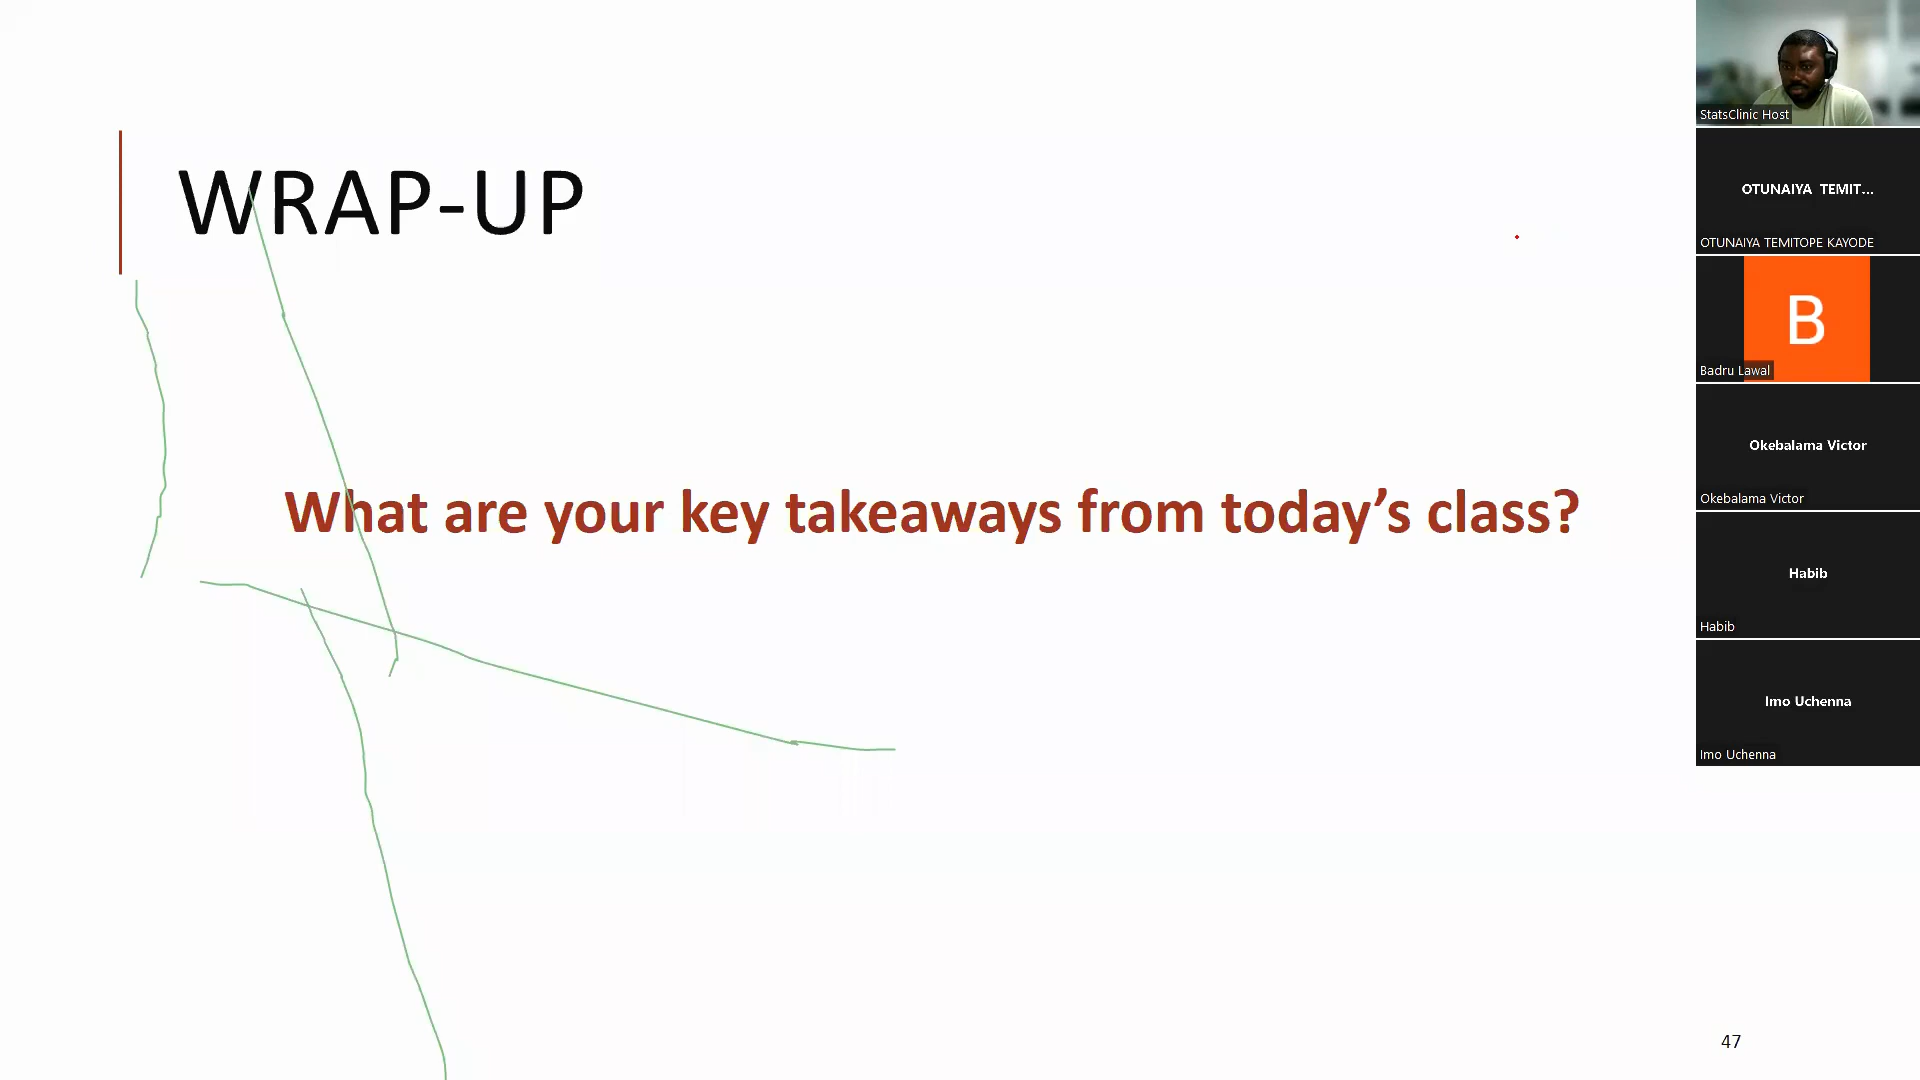 WRAP-UP
What are your key takeaways from today’s class?
47
StatsClinic Host
OTUNAIYA TEMIT...
OTUNAIYA TEMITOPE KAYODE
B
Badru Lawal
Okebalama Victor
Okebalama Victor
Habib
Habib
Imo Uchenna
Imo Uchenna